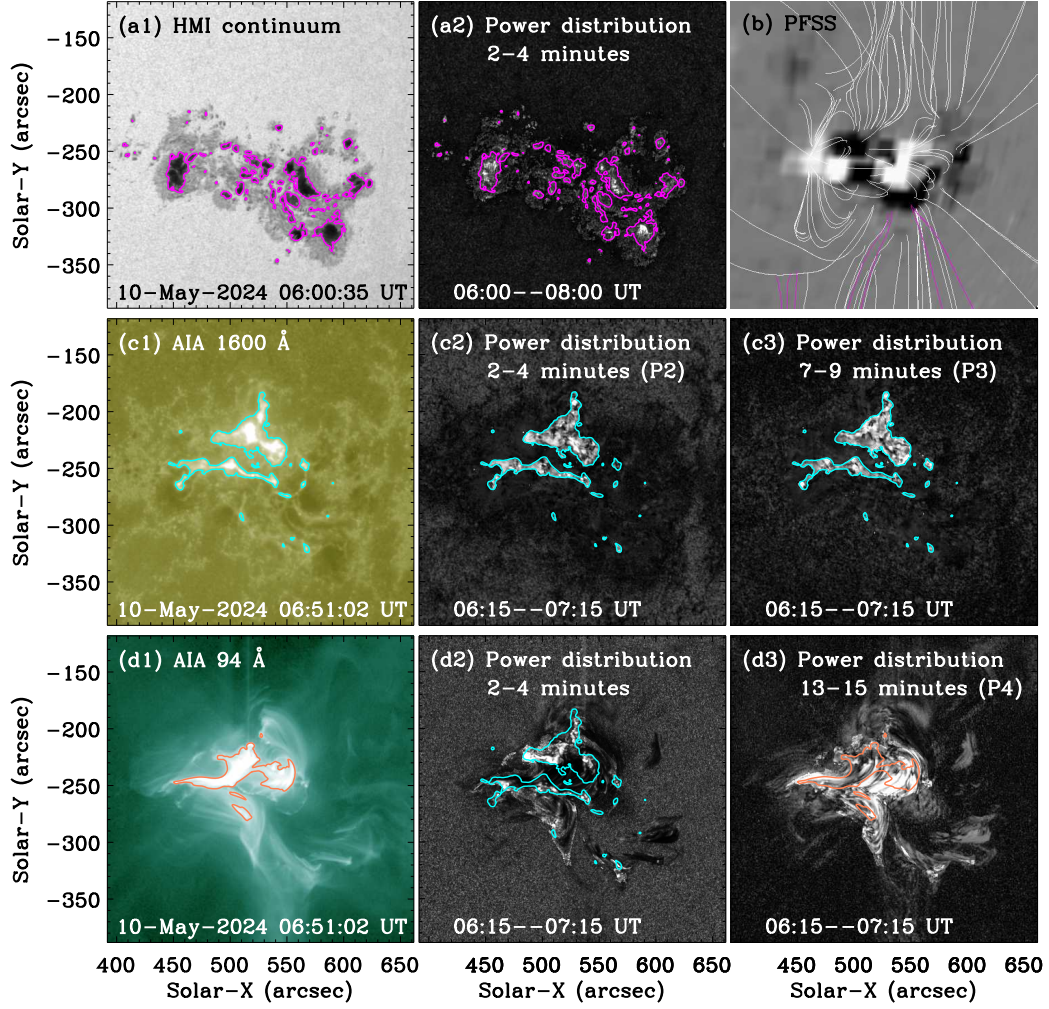 (a1) HMI continuum
10-May-2024 06:00:35 UT
(a2) Power distribution
2-4 minutes
06:00--08:00 UT
(b) PFSS
-150
-200
-250
-300
-350
Solar-Y (arcsec)
(c1) AIA 1600 Å
10-May-2024 06:51:02 UT
(c2) Power distribution
2-4 minutes (P2)
06:15--07:15 UT
(c3) Power distribution
7-9 minutes (P3)
06:15--07:15 UT
-150
-200
-250
-300
-350
Solar-Y (arcsec)
(d1) AIA 94 Å
10-May-2024 06:51:02 UT
(d2) Power distribution
2-4 minutes
06:15--07:15 UT
(d3) Power distribution
13-15 minutes (P4)
06:15--07:15 UT
-150
-200
-250
-300
-350
Solar-Y (arcsec)
400 450 500 550 600 650
Solar-X (arcsec)
450 500 550 600 650
Solar-X (arcsec)
450 500 550 600 650
Solar-X (arcsec)